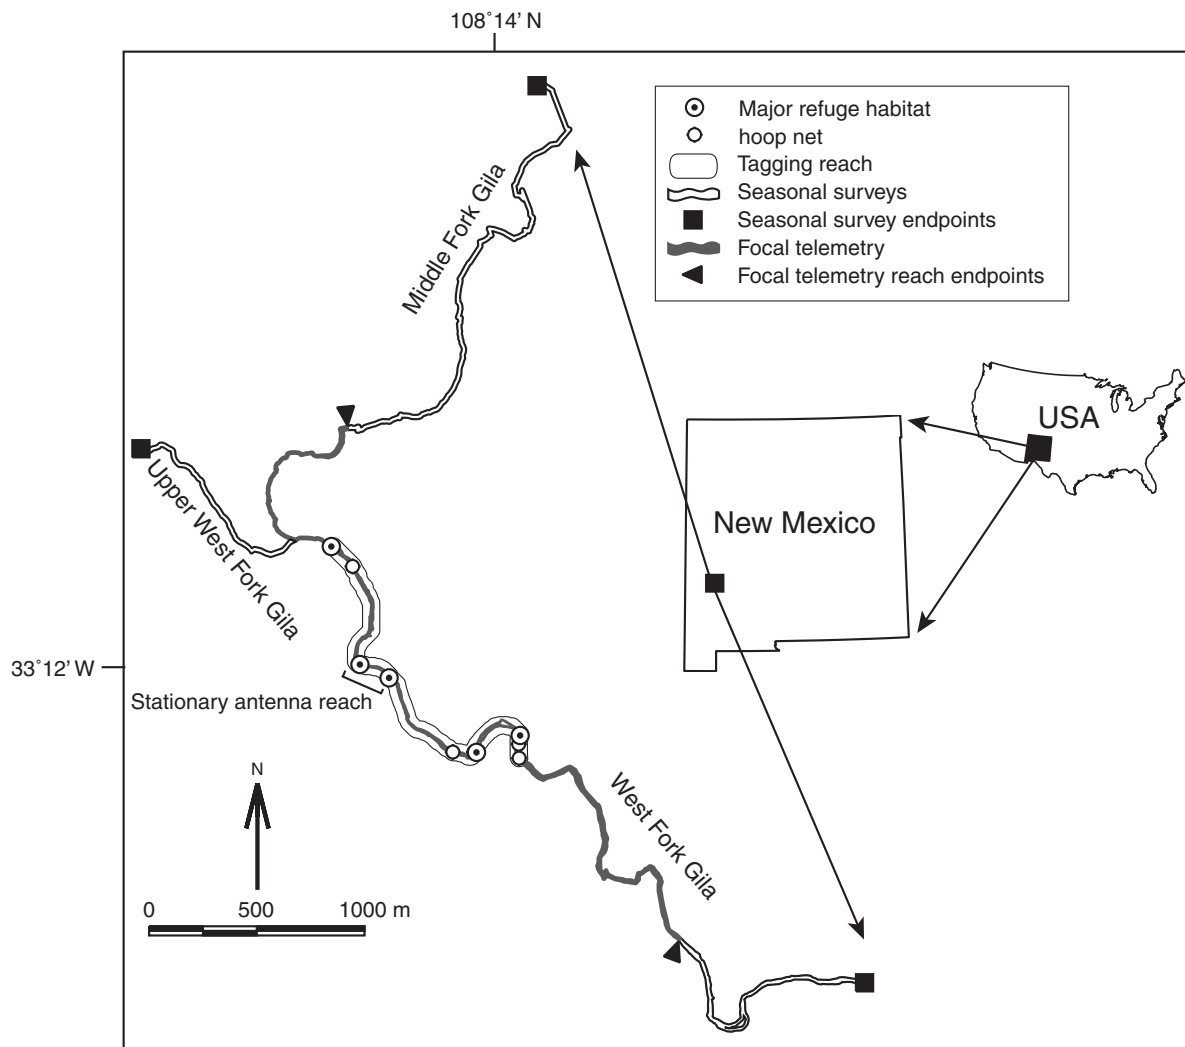 108˚14' N
Major refuge habitat
hoop net
Tagging reach
Seasonal surveys
Seasonal survey endpoints
Focal telemetry
Focal telemetry reach endpoints
Middle Fork Gila
USA
Upper West Fork Gila
New Mexico
33˚12' W
Stationary antenna reach
N
West Fork Gila
0 500 1000 m